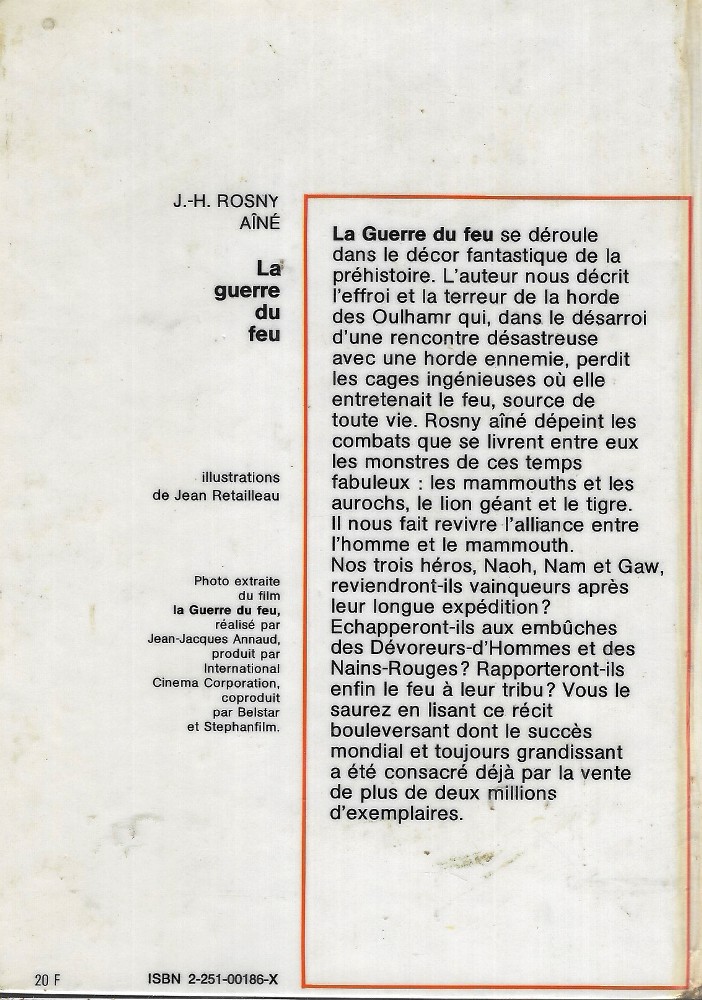 J.-H. ROSNY
AÎNÉ
La
guerre
du
feu
illustrations
de Jean Retailleau
Photo extraite
du film
la Guerre du feu,
réalisé par
Jean-Jacques Annaud,
produit par
International
Cinema Corporation,
coproduit
par Belstar
et Stephanfilm.
La Guerre du feu se déroule
dans le décor fantastique de la
préhistoire. L'auteur nous décrit
l'effroi et la terreur de la horde
des Oulhamr qui, dans le désarroi
d'une rencontre désastreuse
avec une horde ennemie, perdit
les cages ingénieuses où elle
entretenait le feu, source de
toute vie. Rosny aîné dépeint les
combats que se livrent entre eux
les monstres de ces temps
fabuleux : les mammouths et les
aurochs, le lion géant et le tigre.
Il nous fait revivre l'alliance entre
l'homme et le mammouth.
Nos trois héros, Naoh, Nam et Gaw,
reviendront-ils vainqueurs après
leur longue expédition?
Echapperont-ils aux embûches
des Dévoreurs-d'Hommes et des
Nains-Rouges? Rapporteront-ils
enfin le feu à leur tribu? Vous le
saurez en lisant ce récit
bouleversant dont le succès
mondial et toujours grandissant
a été consacré déjà par la vente
de plus de deux millions
d'exemplaires.
20 F
ISBN 2-251-00186-X